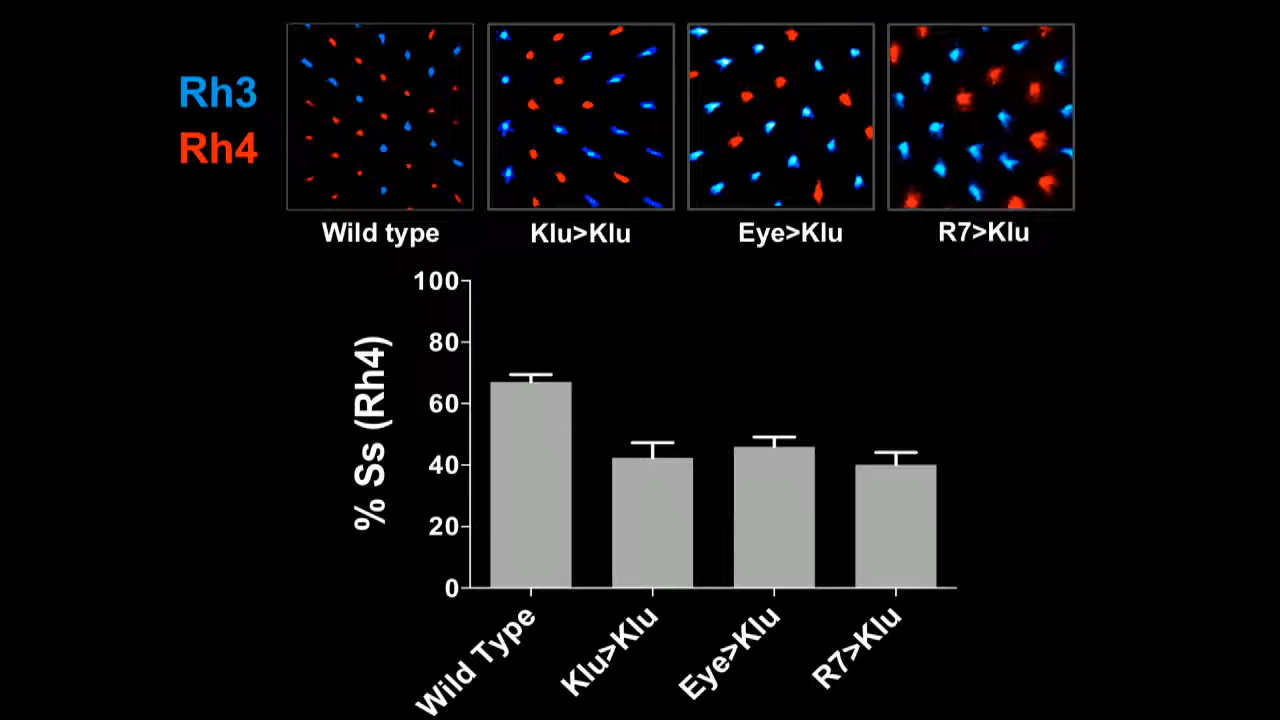 Rh3
Rh4
Wild type
Klu>Klu
Eye>Klu
R7>Klu
% Ss (Rh4)
100
80
60
40
20
0
Wild Type
Klu>Klu
Eye>Klu
R7>Klu